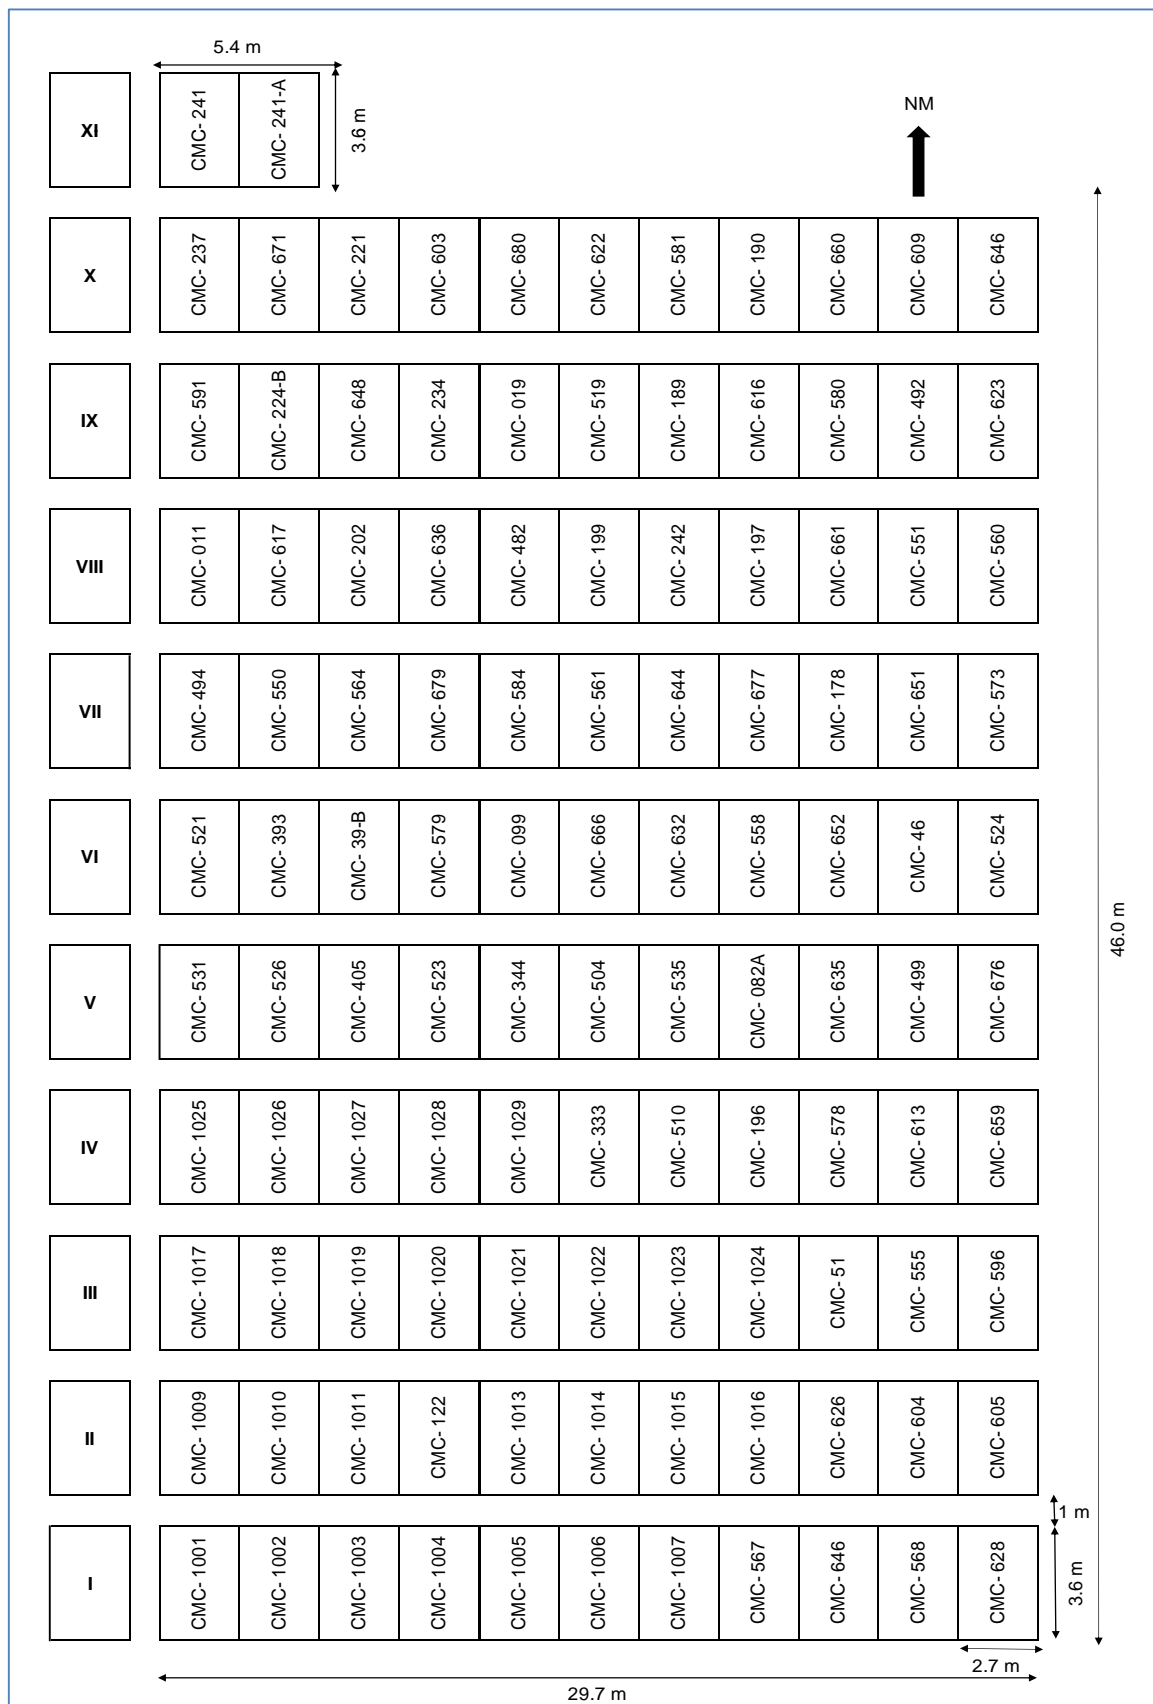 5.4 m
XI
CMC- 241
CMC- 241-A
3.6 m
NM
X
CMC- 237
CMC- 671
CMC- 221
CMC- 603
CMC- 680
CMC- 622
CMC- 581
CMC- 190
CMC- 660
CMC- 609
CMC- 646
IX
CMC- 591
CMC- 224-B
CMC- 648
CMC- 234
CMC- 019
CMC- 519
CMC- 189
CMC- 616
CMC- 580
CMC- 492
CMC- 623
VIII
CMC- 011
CMC- 617
CMC- 202
CMC- 636
CMC- 482
CMC- 199
CMC- 242
CMC- 197
CMC- 661
CMC- 551
CMC- 560
VII
CMC- 494
CMC- 550
CMC- 564
CMC- 679
CMC- 584
CMC- 561
CMC- 644
CMC- 677
CMC- 178
CMC- 651
CMC- 573
VI
CMC- 521
CMC- 393
CMC- 39-B
CMC- 579
CMC- 099
CMC- 666
CMC- 632
CMC- 558
CMC- 652
CMC- 46
CMC- 524
46.0 m
V
CMC- 531
CMC- 526
CMC- 405
CMC- 523
CMC- 344
CMC- 504
CMC- 535
CMC- 082A
CMC- 635
CMC- 499
CMC- 676
IV
CMC- 1025
CMC- 1026
CMC- 1027
CMC- 1028
CMC- 1029
CMC- 333
CMC- 510
CMC- 196
CMC- 578
CMC- 613
CMC- 659
III
CMC- 1017
CMC- 1018
CMC- 1019
CMC- 1020
CMC- 1021
CMC- 1022
CMC- 1023
CMC- 1024
CMC- 51
CMC- 555
CMC- 596
II
CMC- 1009
CMC- 1010
CMC- 1011
CMC- 122
CMC- 1013
CMC- 1014
CMC- 1015
CMC- 1016
CMC- 626
CMC- 604
CMC- 605
1 m
I
CMC- 1001
CMC- 1002
CMC- 1003
CMC- 1004
CMC- 1005
CMC- 1006
CMC- 1007
CMC- 567
CMC- 646
CMC- 568
CMC- 628
3.6 m
2.7 m
29.7 m